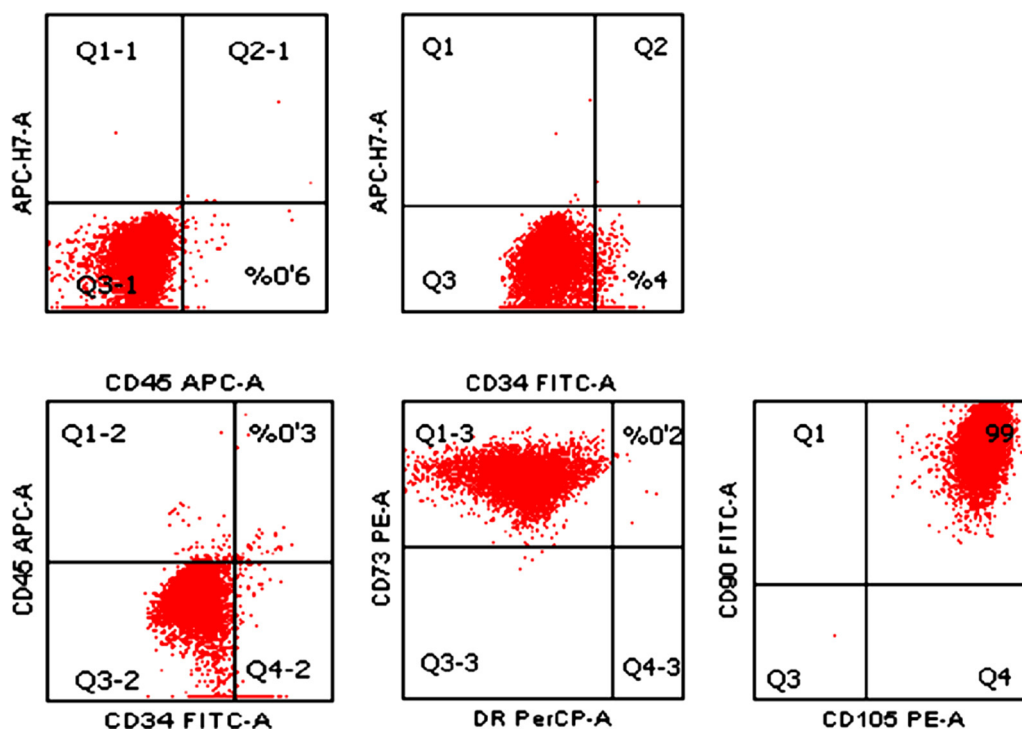 Q1-1
Q2-1
APC-H7-A
Q3-1
%0'6
CD45 APC-A
Q1
Q2
APC-H7-A
Q3
%4
CD34 FITC-A
Q1-2
%0'3
CD45 APC-A
Q3-2
Q4-2
CD34 FITC-A
Q1-3
%0'2
CD73 PE-A
Q3-3
Q4-3
DR PerCP-A
Q1
99
CD90 FITC-A
Q3
Q4
CD105 PE-A